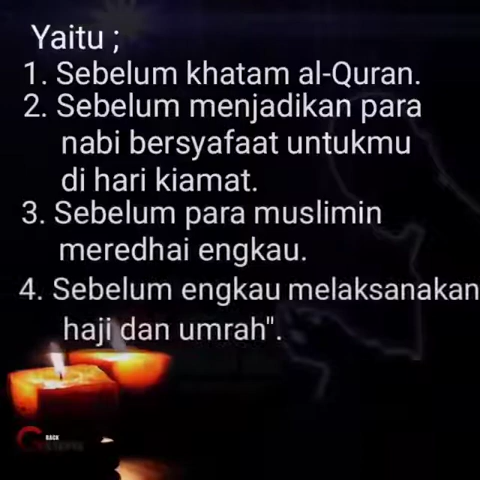 Yaitu ;
1. Sebelum khatam al-Quran.
2. Sebelum menjadikan para
nabi bersyafaat untukmu
di hari kiamat.
3. Sebelum para muslimin
meredhai engkau.
4. Sebelum engkau melaksanakan
haji dan umrah".
BACK